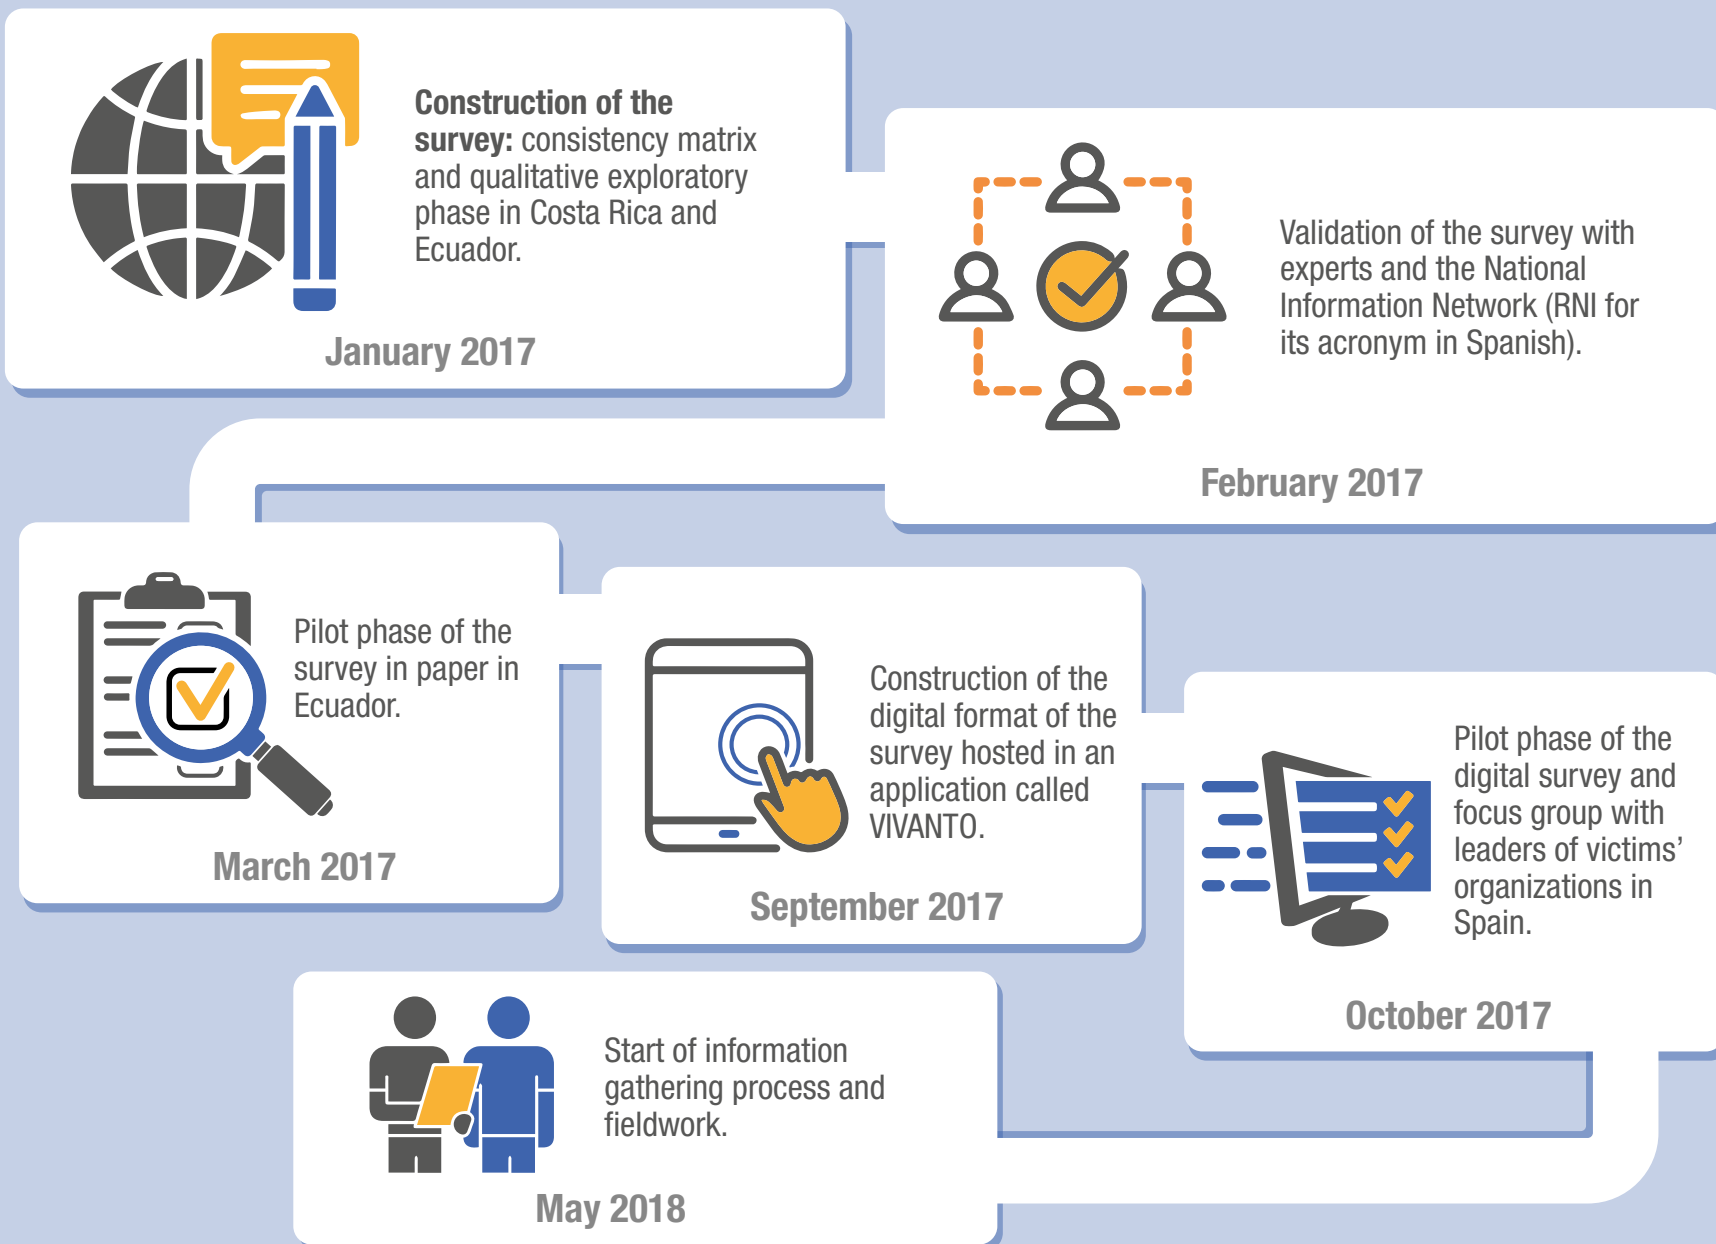 Construction of the
survey: consistency matrix
and qualitative exploratory
phase in Costa Rica and
Ecuador.
January 2017
Validation of the survey with
experts and the National
Information Network (RNI for
its acronym in Spanish).
February 2017
Pilot phase of the
survey in paper in
Ecuador.
March 2017
Construction of the
digital format of the
survey hosted in an
application called
VIVANTO.
September 2017
Pilot phase of the
digital survey and
focus group with
leaders of victims’
organizations in
Spain.
October 2017
Start of information
gathering process and
fieldwork.
May 2018